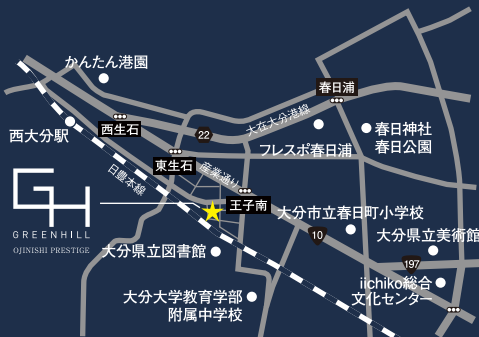 かんたん港園
春日浦
西大分駅
西生石
22
大在大分港線
フレスポ春日浦
春日神社
春日公園
東生石
産業通り
日豊本線
王子南
GH
GREENHILL
OJINISHI PRESTIGE
大分市立春日町小学校
10
大分県立美術館
大分県立図書館
197
iichiko総合
文化センター
大分大学教育学部
附属中学校